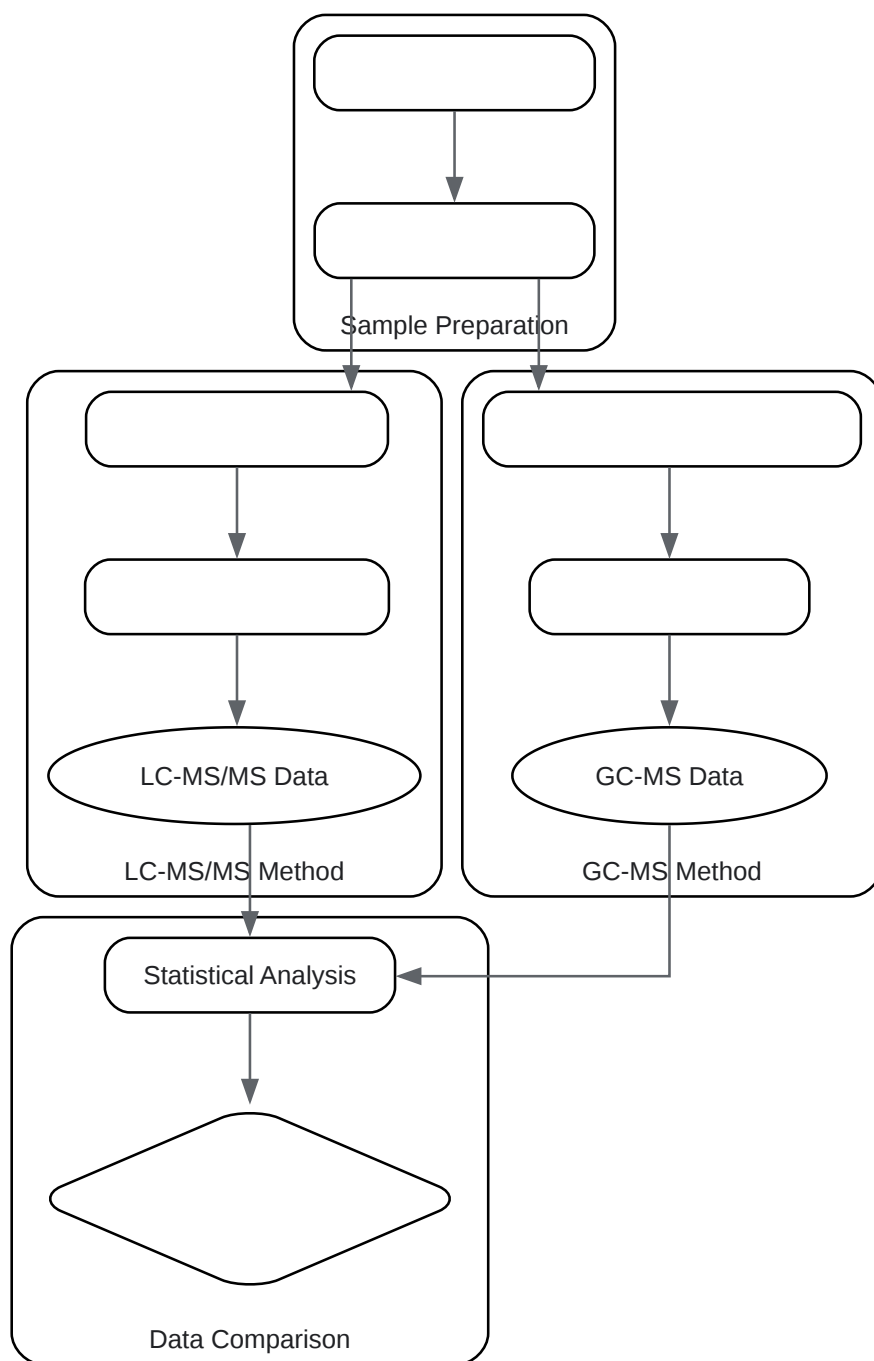 Sample Preparation
LC-MS/MS Data
GC-MS Data
LC-MS/MS Method
GC-MS Method
Statistical Analysis
Data Comparison